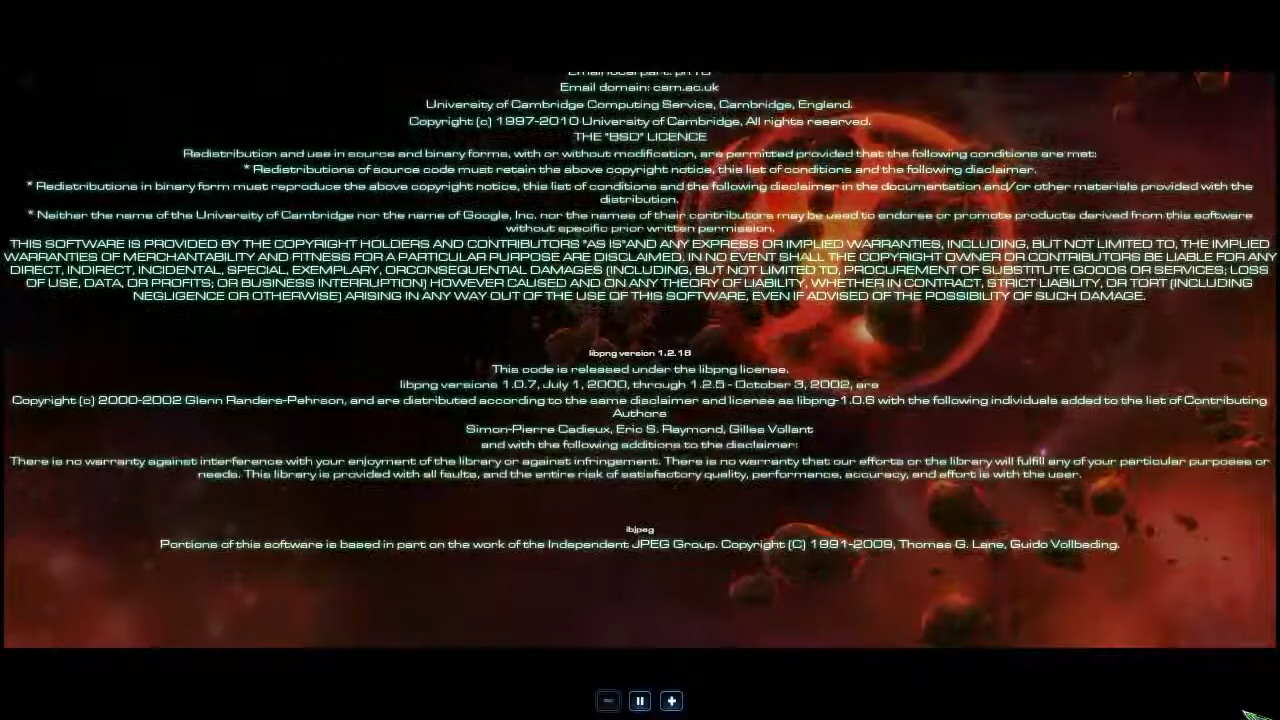 Email local part: ph10
Email domain: cam.ac.uk
University of Cambridge Computing Service, Cambridge, England.
Copyright (c) 1997-2010 University of Cambridge, All rights reserved.
THE "BSD" LICENCE
Redistribution and use in source and binary forms, with or without modification, are permitted provided that the following conditions are met:
* Redistributions of source code must retain the above copyright notice, this list of conditions and the following disclaimer.
* Redistributions in binary form must reproduce the above copyright notice, this list of conditions and the following disclaimer in the documentation and/or other materials provided with the
distribution.
* Neither the name of the University of Cambridge nor the name of Google, Inc. nor the names of their contributors may be used to endorse or promote products derived from this software
without specific prior written permission.
THIS SOFTWARE IS PROVIDED BY THE COPYRIGHT HOLDERS AND CONTRIBUTORS "AS IS"AND ANY EXPRESS OR IMPLIED WARRANTIES, INCLUDING, BUT NOT LIMITED TO, THE IMPLIED
WARRANTIES OF MERCHANTABILITY AND FITNESS FOR A PARTICULAR PURPOSE ARE DISCLAIMED. IN NO EVENT SHALL THE COPYRIGHT OWNER OR CONTRIBUTORS BE LIABLE FOR ANY
DIRECT, INDIRECT, INCIDENTAL, SPECIAL, EXEMPLARY, ORCONSEQUENTIAL DAMAGES (INCLUDING, BUT NOT LIMITED TO, PROCUREMENT OF SUBSTITUTE GOODS OR SERVICES; LOSS
OF USE, DATA, OR PROFITS; OR BUSINESS INTERRUPTION) HOWEVER CAUSED AND ON ANY THEORY OF LIABILITY, WHETHER IN CONTRACT, STRICT LIABILITY, OR TORT (INCLUDING
NEGLIGENCE OR OTHERWISE) ARISING IN ANY WAY OUT OF THE USE OF THIS SOFTWARE, EVEN IF ADVISED OF THE POSSIBILITY OF SUCH DAMAGE.
libpng version 1.2.16
This code is released under the libpng license.
libpng versions 1.0.7, July 1, 2000, through 1.2.5 - October 3, 2002, are
Copyright (c) 2000-2002 Glenn Randers-Pehrson, and are distributed according to the same disclaimer and license as libpng-1.0.6 with the following individuals added to the list of Contributing
Authors
Simon-Pierre Cadieux, Eric S. Raymond, Gilles Vollant
and with the following additions to the disclaimer:
There is no warranty against interference with your enjoyment of the library or against infringement. There is no warranty that our efforts or the library will fulfill any of your particular purposes or
needs. This library is provided with all faults, and the entire risk of satisfactory quality, performance, accuracy, and effort is with the user.
ibjpeg
Portions of this software is based in part on the work of the Independent JPEG Group. Copyright (C) 1991-2009, Thomas G. Lane, Guido Vollbeding.